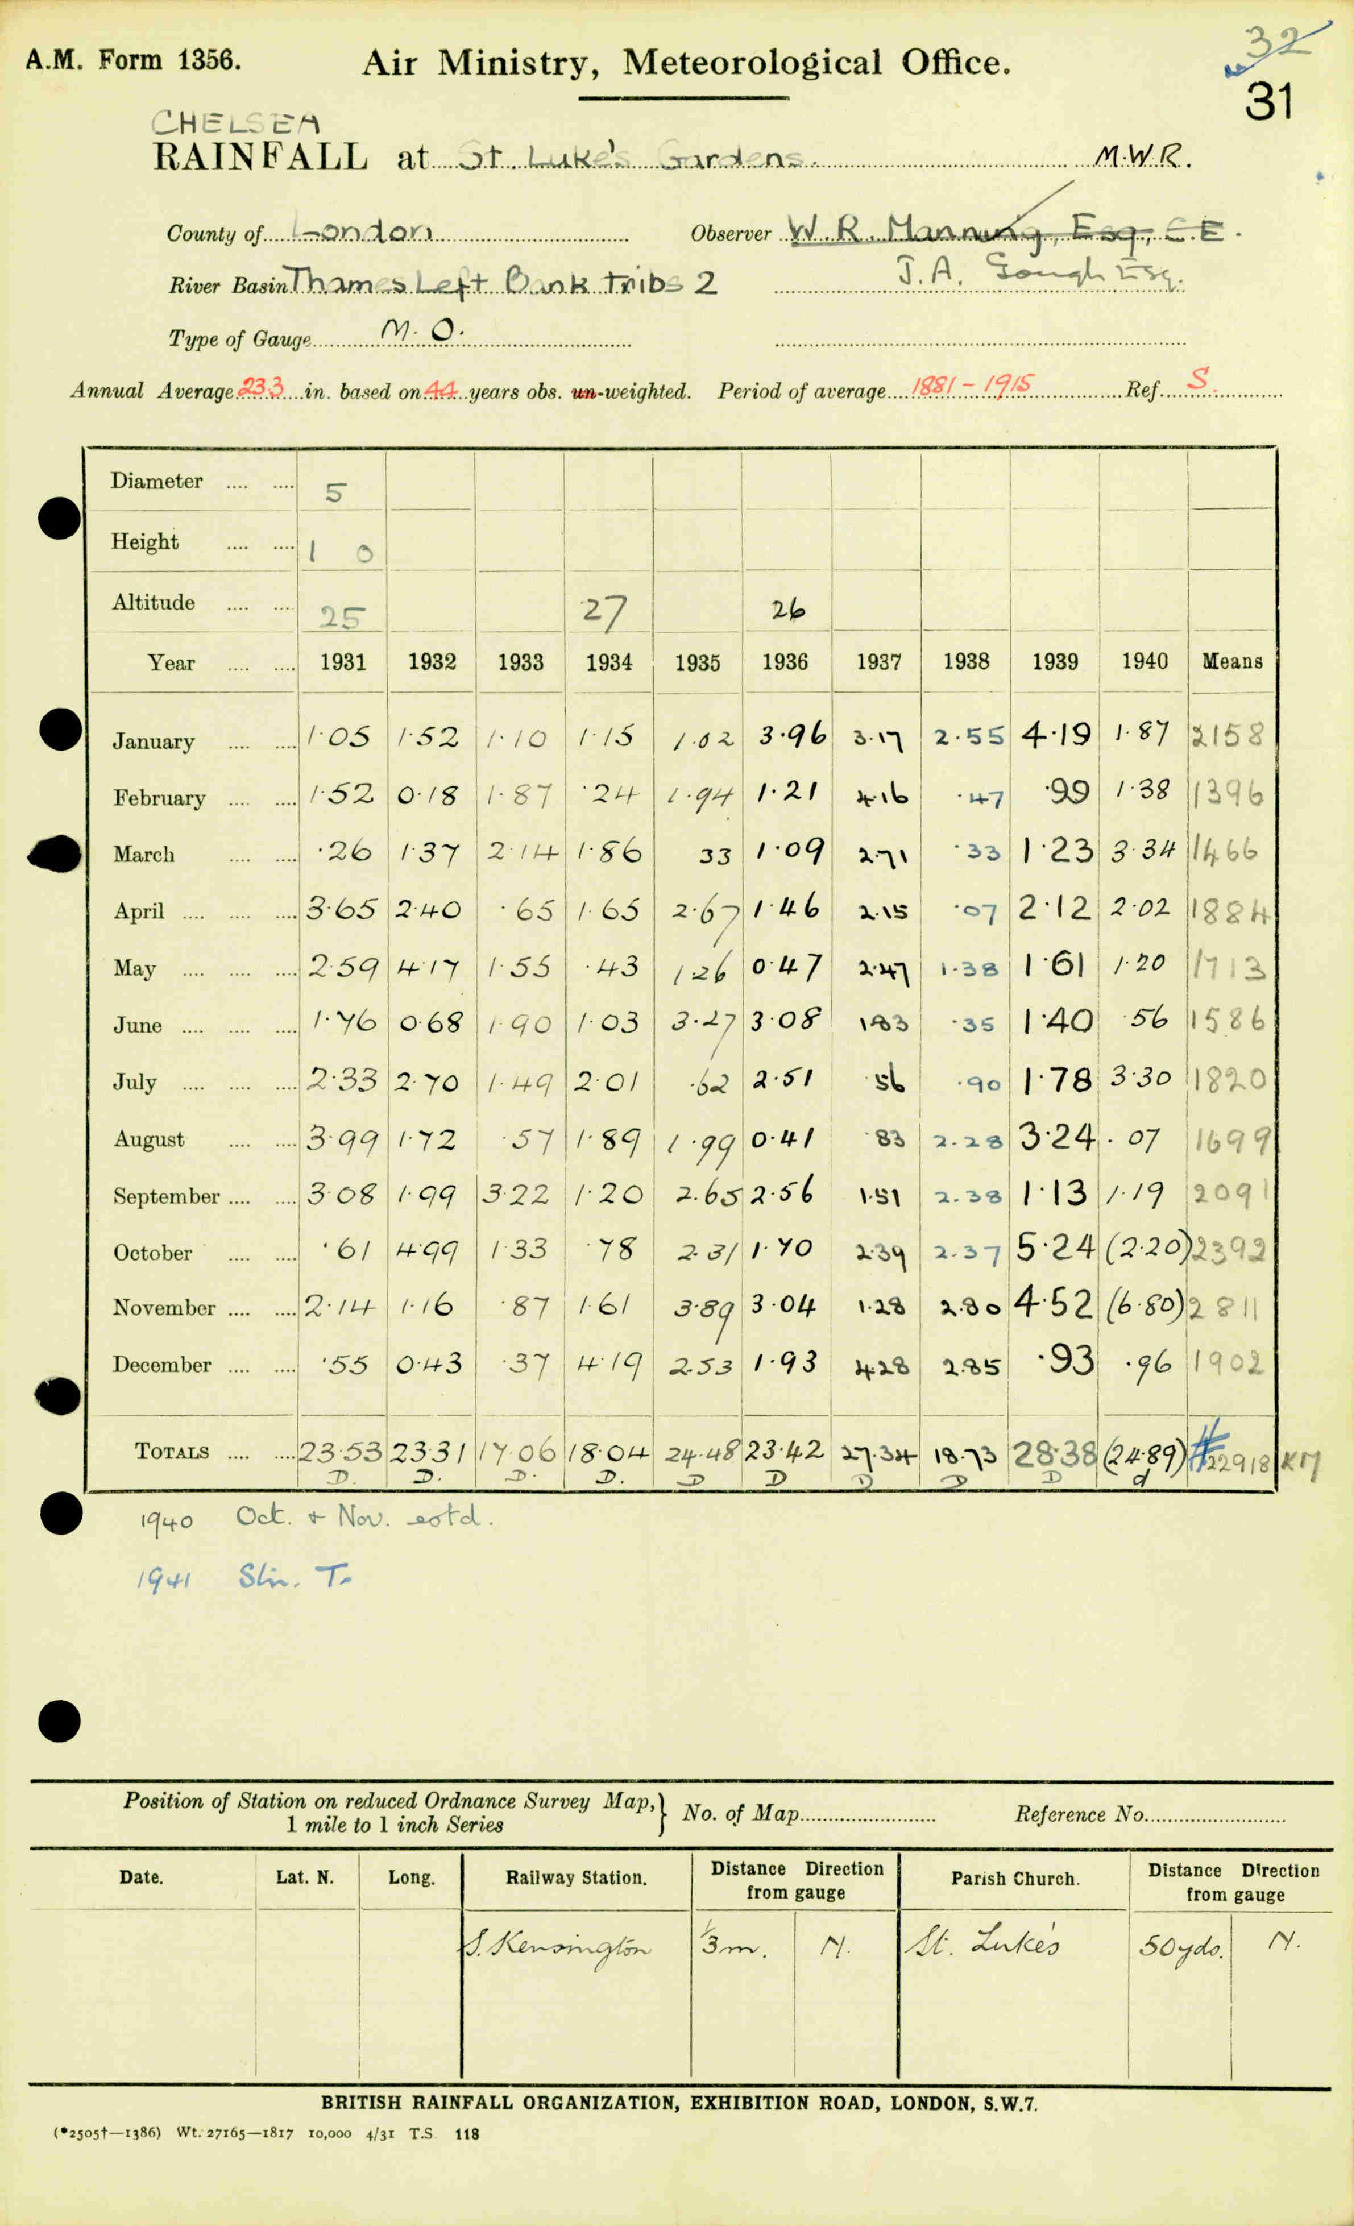 32
A.M. Form 1356. Air Ministry, Meteorological Office.
31
CHELSEA
RAINFALL at St. Luke's Gardens. M.W.R.
County of London Observer W. R. Manning, Esq., C.E.
River Basin Thames Left Bank Tribs 2 J. A. Gough Esq.
Type of Gauge M. O.
Annual Average 23.3 in. based on 44 years obs. un-weighted. Period of average 1881 - 1915 Ref. S.
Diameter .... .... 5
Height .... .... 1 0
Altitude .... .... 25 27 26
Year .... .... 1931 1932 1933 1934 1935 1936 1937 1938 1939 1940 Means
January .... .... 1·05 1·52 1·10 1·15 1·02 3·96 3·17 2·55 4·19 1·87 2158
February .... .... 1·52 0·18 1·87 ·24 1·94 1·21 4·16 ·47 ·99 1·38 1396
March .... .... ·26 1·37 2·14 1·86 33 1·09 2·71 ·33 1·23 3·34 1466
April .... .... .... 3·65 2·40 ·65 1·65 2·67 1·46 2·15 ·07 2·12 2·02 1884
May .... .... .... 2·59 4·17 1·55 ·43 1·26 0·47 2·47 1·38 1·61 1·20 1713
June .... .... .... 1·76 0·68 1·90 1·03 3·27 3·08 1·83 ·35 1·40 ·56 1586
July .... .... .... 2·33 2·70 1·49 2·01 ·62 2·51 ·56 ·90 1·78 3·30 1820
August .... .... 3·99 1·72 ·57 1·89 1·99 0·41 ·83 2·28 3·24 ·07 1699
September .... .... 3·08 1·99 3·22 1·20 2·65 2·56 1·51 2·38 1·13 1·19 2091
October .... .... ·61 4·99 1·33 ·78 2·31 1·70 2·39 2·37 5·24 (2·20) 2392
November .... .... 2·14 1·16 ·87 1·61 3·89 3·04 1·28 2·80 4·52 (6·80) 2811
December .... .... ·55 0·43 ·37 4·19 2·53 1·93 4·28 2·85 ·93 ·96 1902
TOTALS .... .... 23·53 23·31 17·06 18·04 24·48 23·42 27·34 18·73 28·38 (24·89) # 22918 KM
D. D. D. D. D D D D D d
1940 Oct. + Nov. estd.
1941 Stn. T.
Position of Station on reduced Ordnance Survey Map, } No. of Map Reference No.
1 mile to 1 inch Series
Date. Lat. N. Long. Railway Station. Distance Direction from gauge Parish Church. Distance Direction from gauge
S. Kensington 1/3 m. N. St. Luke's 50 yds. N.
BRITISH RAINFALL ORGANIZATION, EXHIBITION ROAD, LONDON, S.W.7.
(*2505†—1386) Wt. 27165—1817 10,000 4/31 T.S. 118